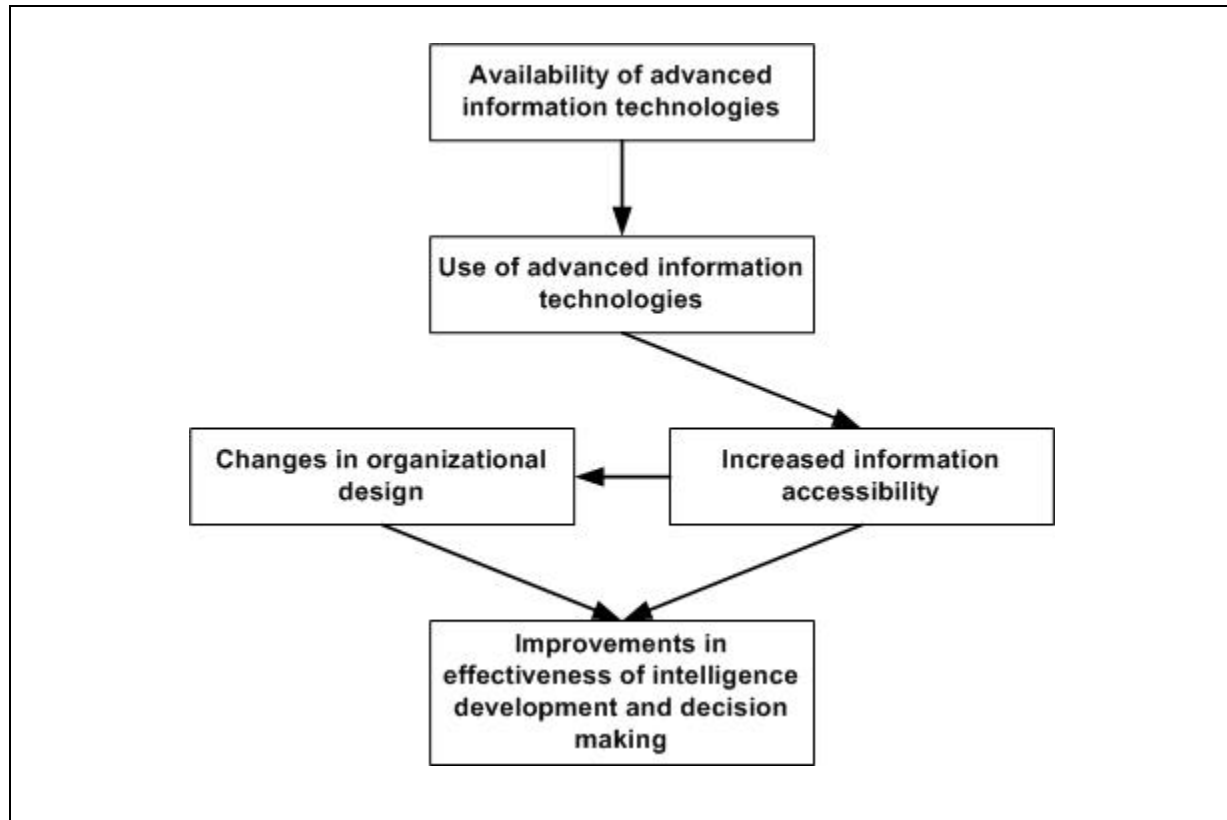 Availability of advanced
information technologies
Use of advanced information
technologies
Changes in organizational
design
Increased information
accessibility
Improvements in
effectiveness of intelligence
development and decision
making